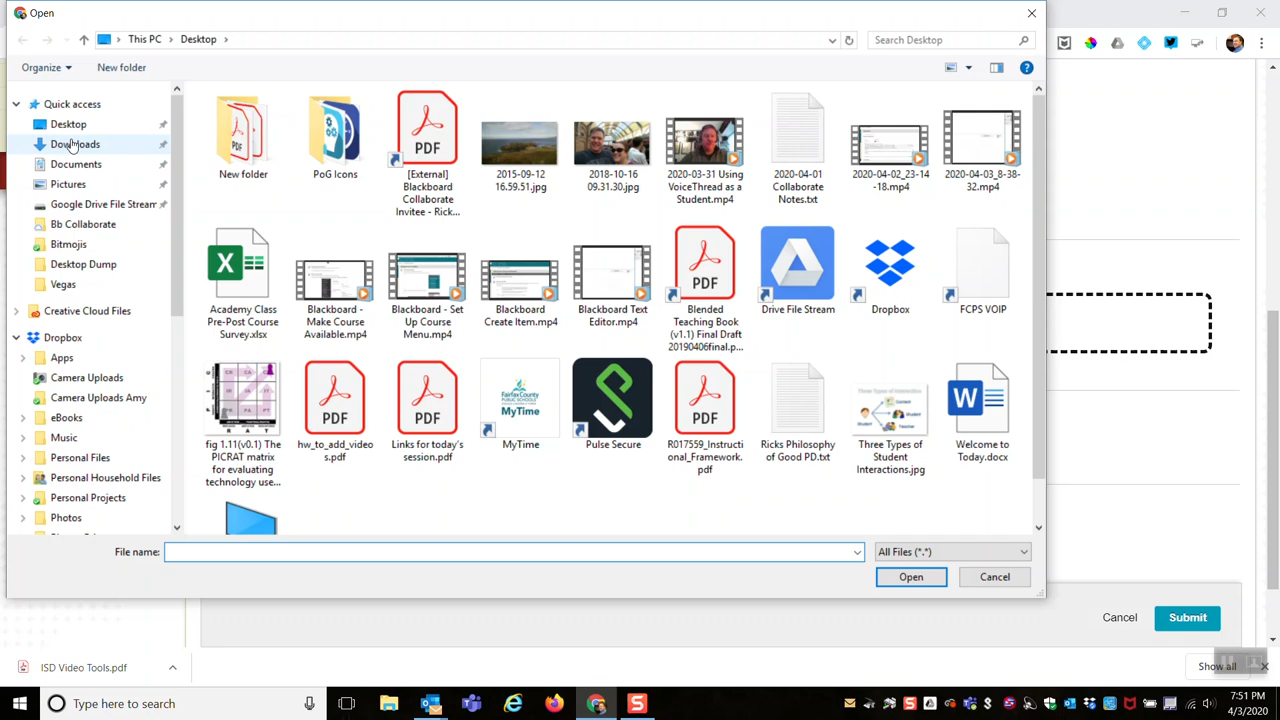 Open
This PC > Desktop >
Search Desktop
Organize
New folder
Quick access
Desktop
Downloads
Documents
Pictures
Google Drive File Stream
Bb Collaborate
Bitmojis
Desktop Dump
Vegas
Creative Cloud Files
Dropbox
Apps
Camera Uploads
Camera Uploads Amy
eBooks
Music
Personal Files
Personal Household Files
Personal Projects
Photos
New folder
PoG Icons
[External]
Blackboard
Collaborate
Invitee - Rick...
2015-09-12
16.59.51.jpg
2018-10-16
09.31.30.jpg
2020-03-31 Using
VoiceThread as a
Student.mp4
2020-04-01
Collaborate
Notes.txt
2020-04-02_23-14
-18.mp4
2020-04-03_8-38-
32.mp4
Academy Class
Pre-Post Course
Survey.xlsx
Blackboard -
Make Course
Available.mp4
Blackboard - Set
Up Course
Menu.mp4
Blackboard
Create Item.mp4
Blackboard Text
Editor.mp4
Blended
Teaching Book
(v1.1) Final Draft
20190406final.p...
Drive File Stream
Dropbox
FCPS VOIP
fig 1.11(v0.1) The
PICRAT matrix
for evaluating
technology use...
hw_to_add_video
s.pdf
Links for today's
session.pdf
MyTime
Pulse Secure
R017559_Instructi
onal_Framework.
pdf
Ricks Philosophy
of Good PD.txt
Three Types of
Student
Interactions.jpg
Welcome to
Today.docx
PDF
PDF
PDF
PDF
PDF
Fairfax County
PUBLIC SCHOOLS
MyTime
Three Types of Interaction
File name:
All Files (*.*)
Open
Cancel
Cancel
Submit
ISD Video Tools.pdf
Show all
Type here to search
7:51 PM
4/3/2020